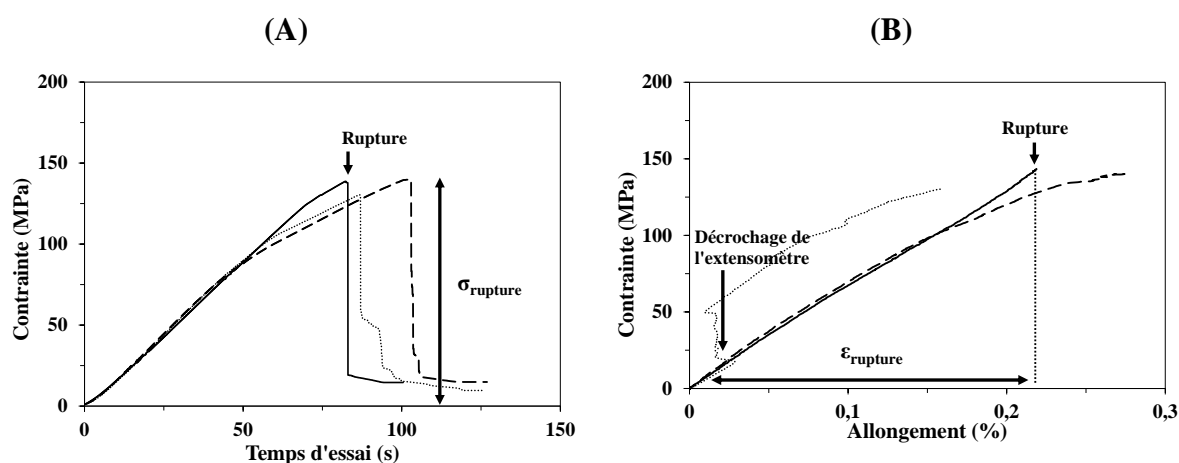 (A)
200
150
100
50
0
0
50
100
150
Contrainte (MPa)
Temps d'essai (s)
Rupture
σrupture
(B)
200
150
100
50
0
0
0,1
0,2
0,3
Contrainte (MPa)
Allongement (%)
Rupture
Décrochage de
l'extensomètre
εrupture